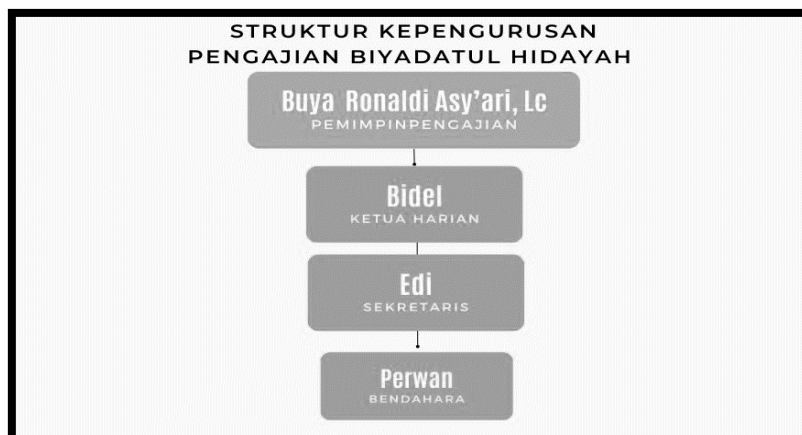 STRUKTUR KEPENGURUSAN
PENGAJIAN BIYADATUL HIDAYAH
Buya Ronaldi Asy'ari, Lc
PEMIMPINPENGAJIAN
Bidel
KETUA HARIAN
Edi
SEKRETARIS
Perwan
BENDAHARA